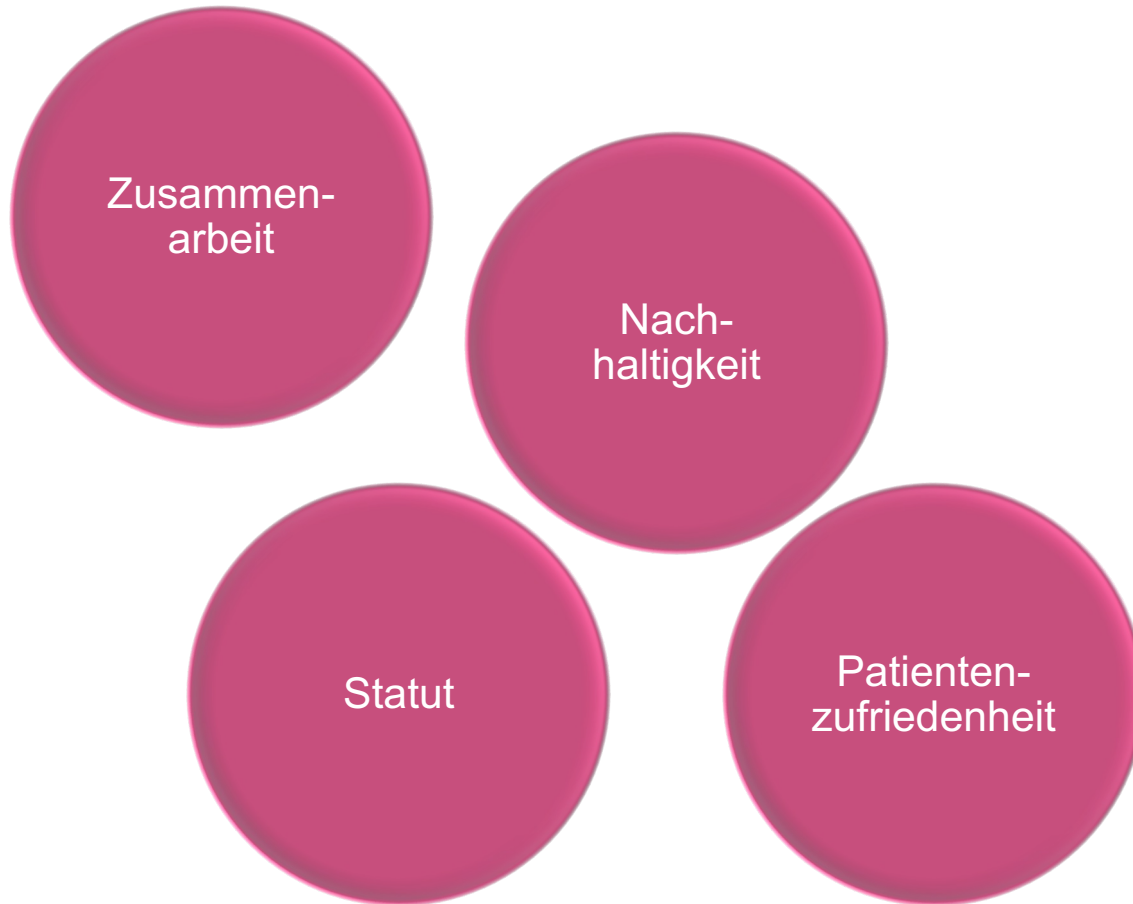 Zusammen-
arbeit
Nach-
haltigkeit
Statut
Patienten-
zufriedenheit